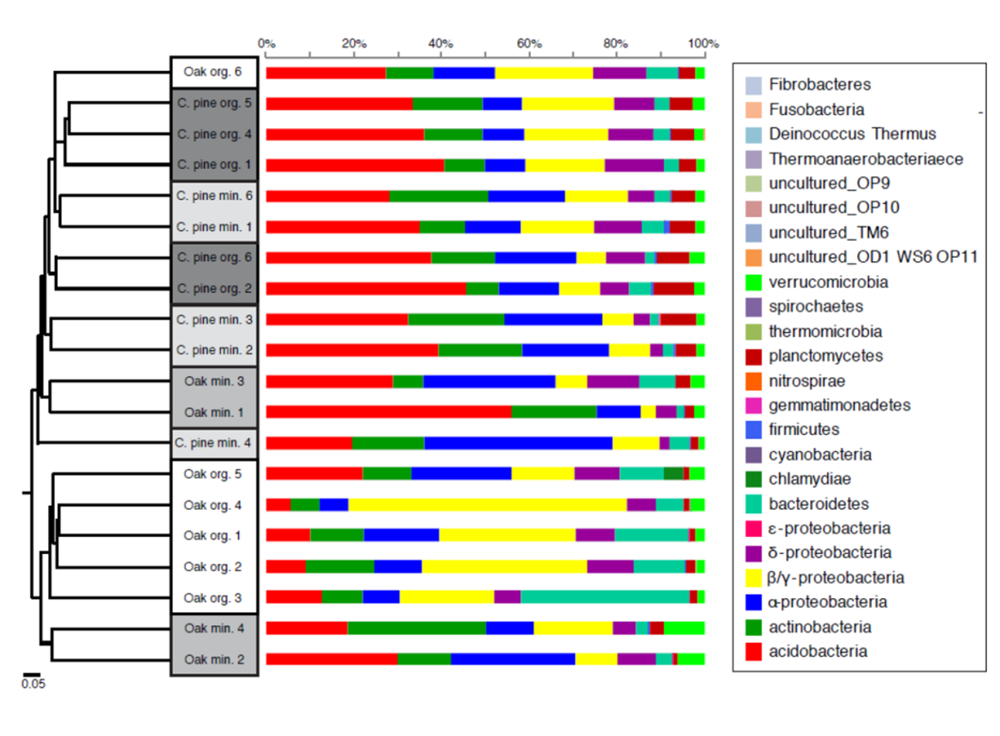 0% 20% 40% 60% 80% 100%
Oak org. 6
C. pine org. 5
C. pine org. 4
C. pine org. 1
C. pine min. 6
C. pine min. 1
C. pine org. 6
C. pine org. 2
C. pine min. 3
C. pine min. 2
Oak min. 3
Oak min. 1
C. pine min. 4
Oak org. 5
Oak org. 4
Oak org. 1
Oak org. 2
Oak org. 3
Oak min. 4
Oak min. 2
0.05
Fibrobacteres
Fusobacteria -
Deinococcus Thermus
Thermoanaerobacteriaece
uncultured_OP9
uncultured_OP10
uncultured_TM6
uncultured_OD1 WS6 OP11
verrucomicrobia
spirochaetes
thermomicrobia
planctomycetes
nitrospirae
gemmatimonadetes
firmicutes
cyanobacteria
chlamydiae
bacteroidetes
ε-proteobacteria
δ-proteobacteria
β/γ-proteobacteria
α-proteobacteria
actinobacteria
acidobacteria